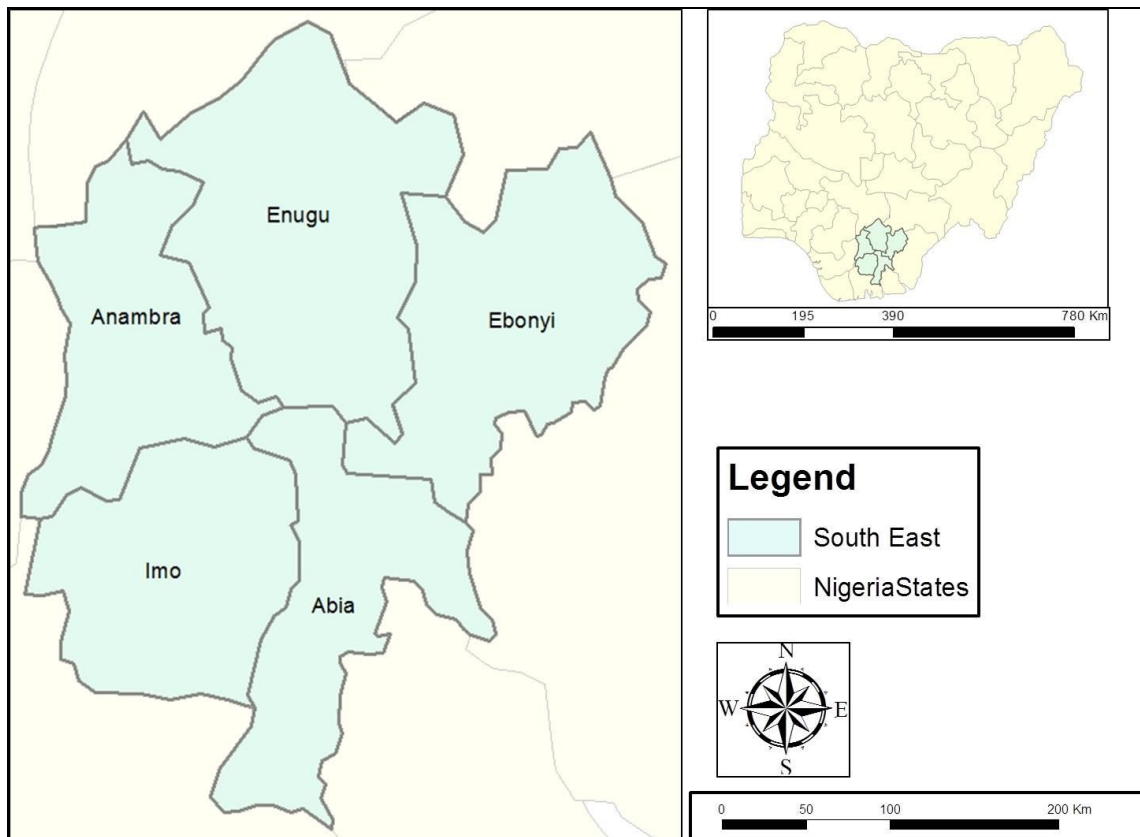 Enugu
Anambra
Ebonyi
Imo
Abia
0 195 390 780 Km
Legend
South East
NigeriaStates
N
W E
S
0 50 100 200 Km